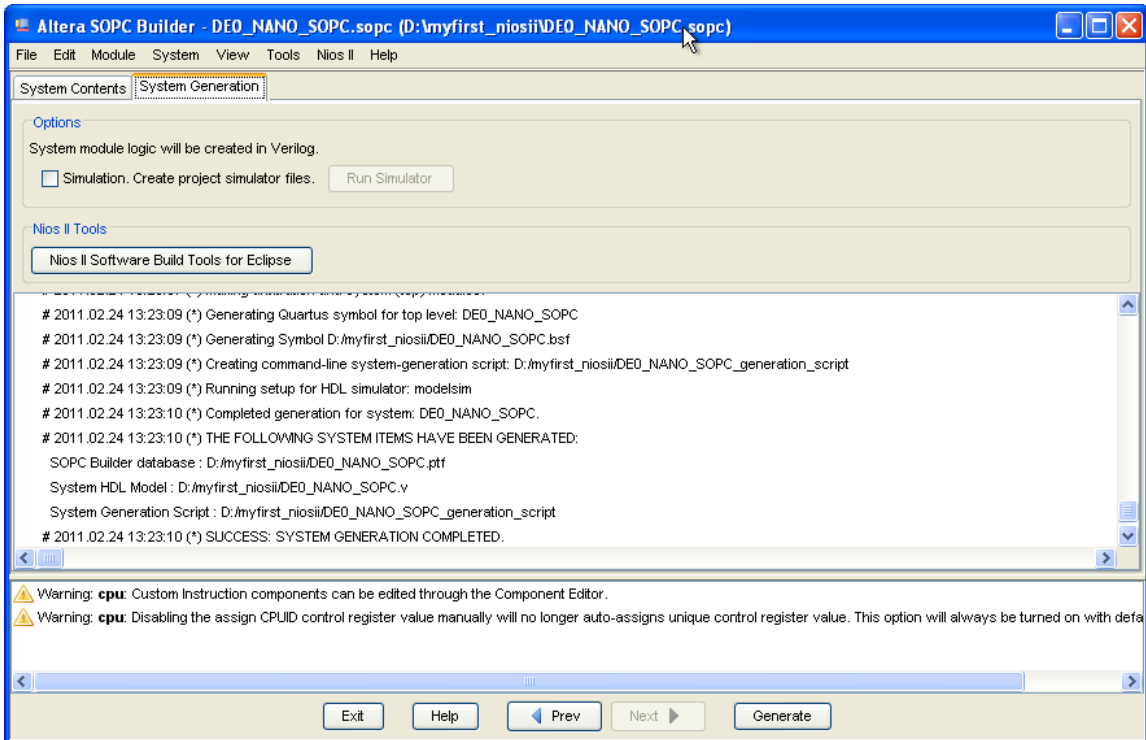 Altera SOPC Builder - DE0_NANO_SOPC.sopc (D:\myfirst_niosii\DE0_NANO_SOPC.sopc)
File Edit Module System View Tools Nios II Help
System Contents System Generation
Options
System module logic will be created in Verilog.
Simulation. Create project simulator files. Run Simulator
Nios II Tools
Nios II Software Build Tools for Eclipse
# 2011.02.24 13:23:09 (*) Generating Quartus symbol for top level: DE0_NANO_SOPC
# 2011.02.24 13:23:09 (*) Generating Symbol D:/myfirst_niosii/DE0_NANO_SOPC.bsf
# 2011.02.24 13:23:09 (*) Creating command-line system-generation script: D:/myfirst_niosii/DE0_NANO_SOPC_generation_script
# 2011.02.24 13:23:09 (*) Running setup for HDL simulator: modelsim
# 2011.02.24 13:23:10 (*) Completed generation for system: DE0_NANO_SOPC.
# 2011.02.24 13:23:10 (*) THE FOLLOWING SYSTEM ITEMS HAVE BEEN GENERATED:
SOPC Builder database : D:/myfirst_niosii/DE0_NANO_SOPC.ptf
System HDL Model : D:/myfirst_niosii/DE0_NANO_SOPC.v
System Generation Script : D:/myfirst_niosii/DE0_NANO_SOPC_generation_script
# 2011.02.24 13:23:10 (*) SUCCESS: SYSTEM GENERATION COMPLETED.
Warning: cpu: Custom Instruction components can be edited through the Component Editor.
Warning: cpu: Disabling the assign CPUID control register value manually will no longer auto-assigns unique control register value. This option will always be turned on with defa
Exit Help Prev Next Generate